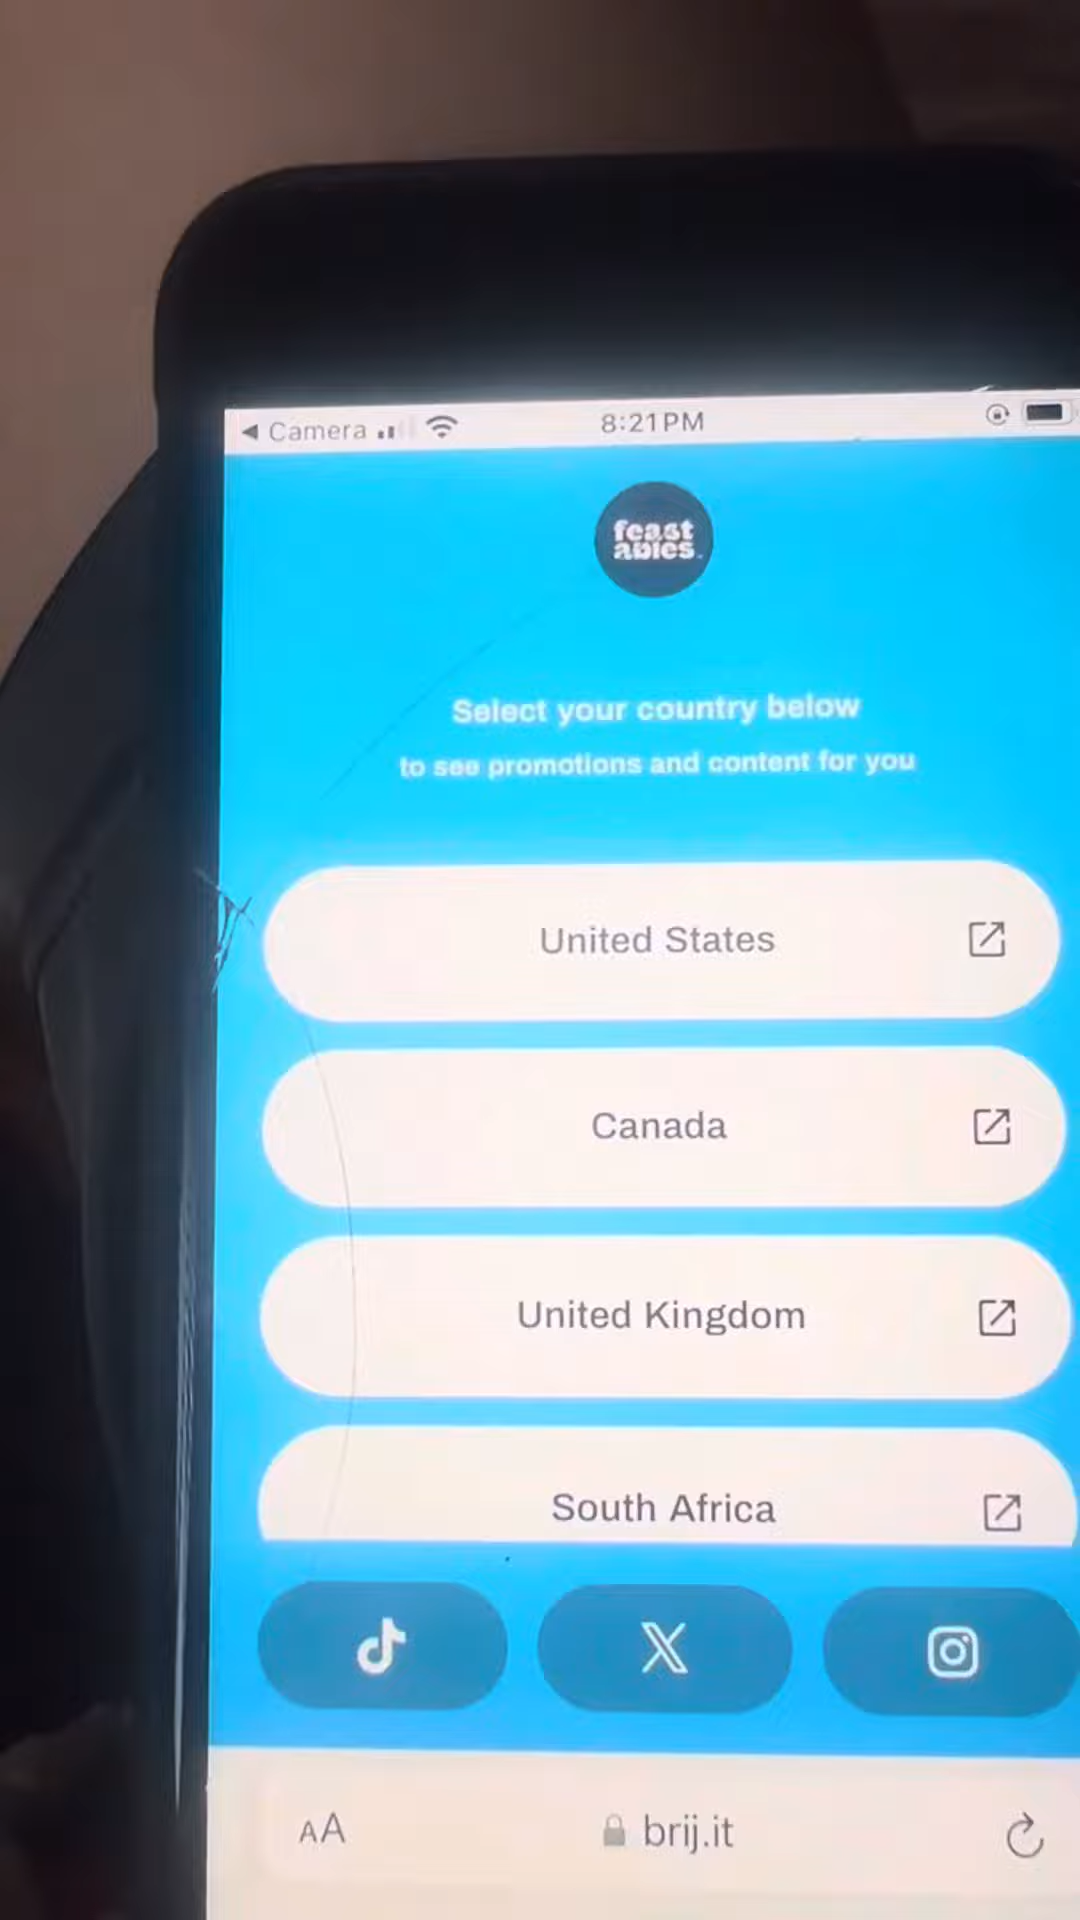 Camera
8:21PM
feast
ables.
Select your country below
to see promotions and content for you
United States
Canada
United Kingdom
South Africa
AA
brij.it